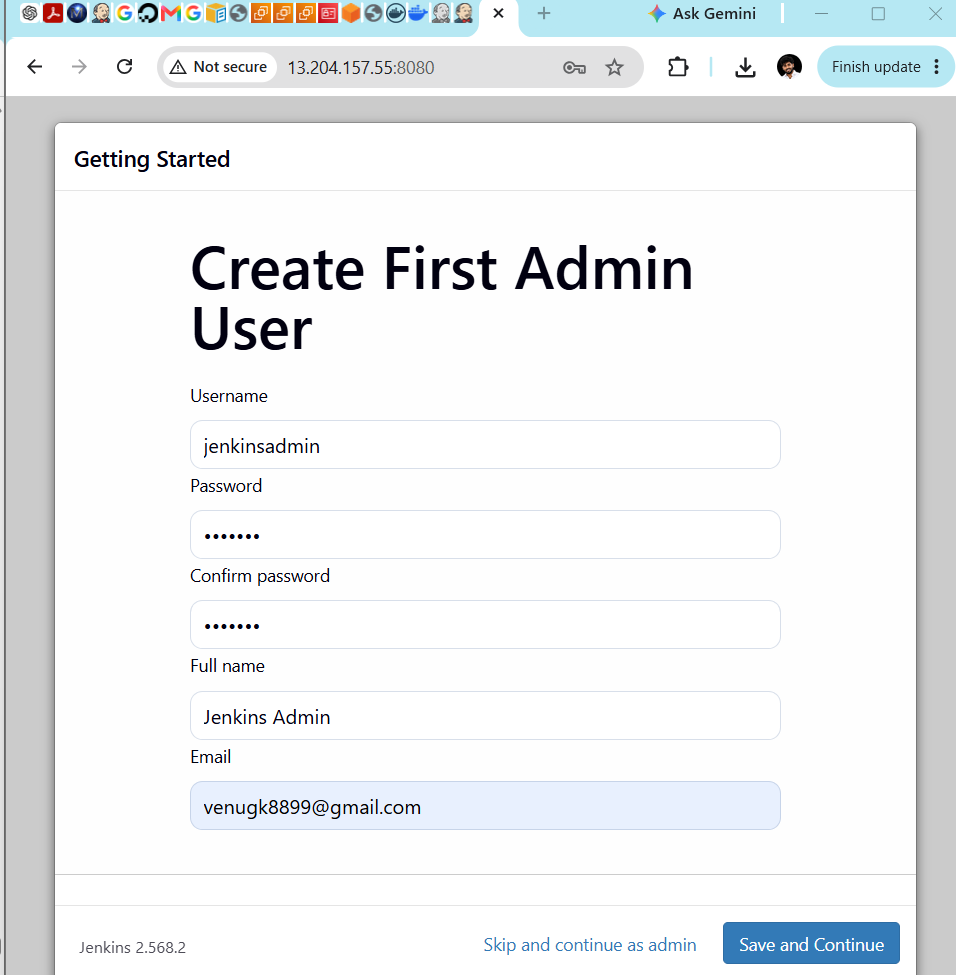 Ask Gemini
Not secure
13.204.157.55:8080
Finish update
Getting Started
Create First Admin
User
Username
jenkinsadmin
Password
•••••••
Confirm password
•••••••
Full name
Jenkins Admin
Email
venugk8899@gmail.com
Jenkins 2.568.2
Skip and continue as admin
Save and Continue